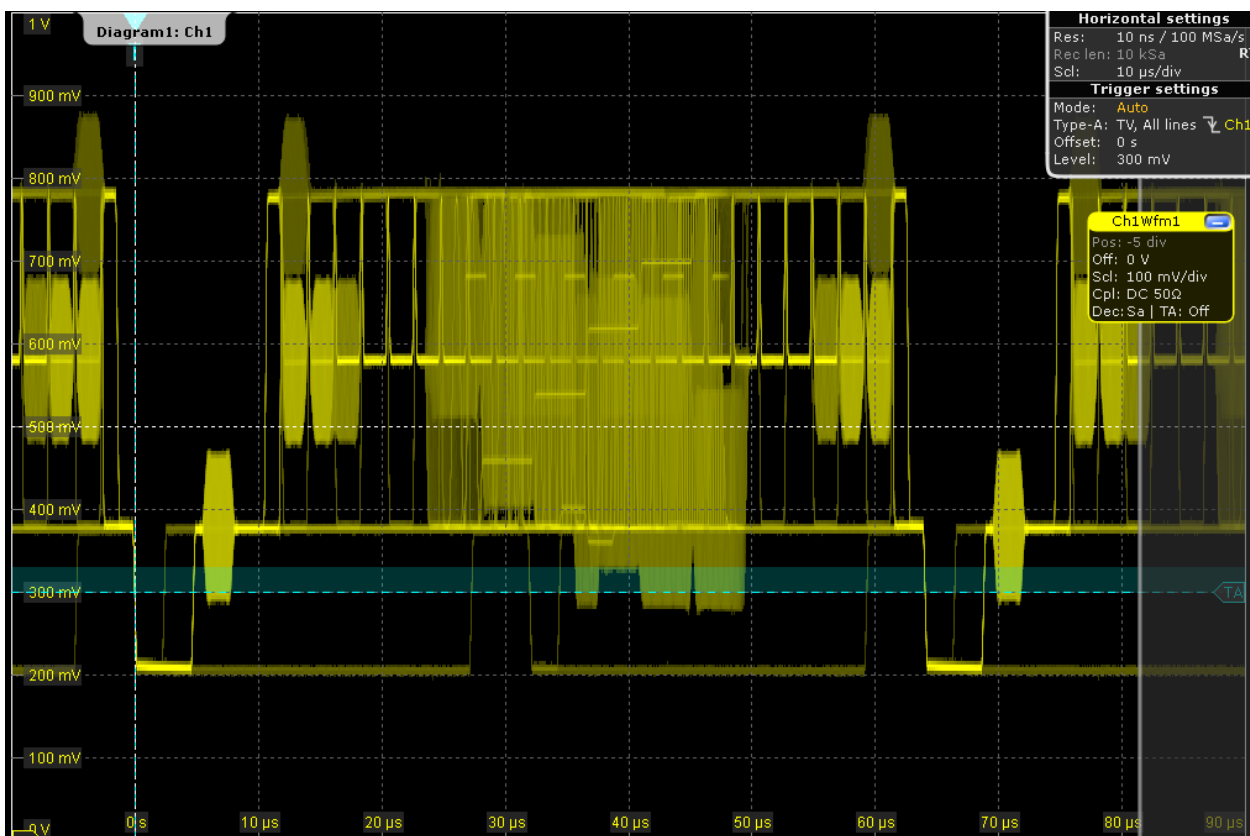 1 V
Diagram1: Ch1
Horizontal settings
Res: 10 ns / 100 MSa/s
Rec len: 10 kSa
Scl: 10 µs/div
Trigger settings
Mode: Auto
Type-A: TV, All lines Ch1
Offset: 0 s
Level: 300 mV
900 mV
800 mV
Ch1Wfm1
Pos: -5 div
Off: 0 V
Scl: 100 mV/div
Cpl: DC 50Ω
Dec: Sa | TA: Off
700 mV
600 mV
500 mV
400 mV
300 mV
TA
200 mV
100 mV
0 V
0 s
10 µs
20 µs
30 µs
40 µs
50 µs
60 µs
70 µs
80 µs
90 µs